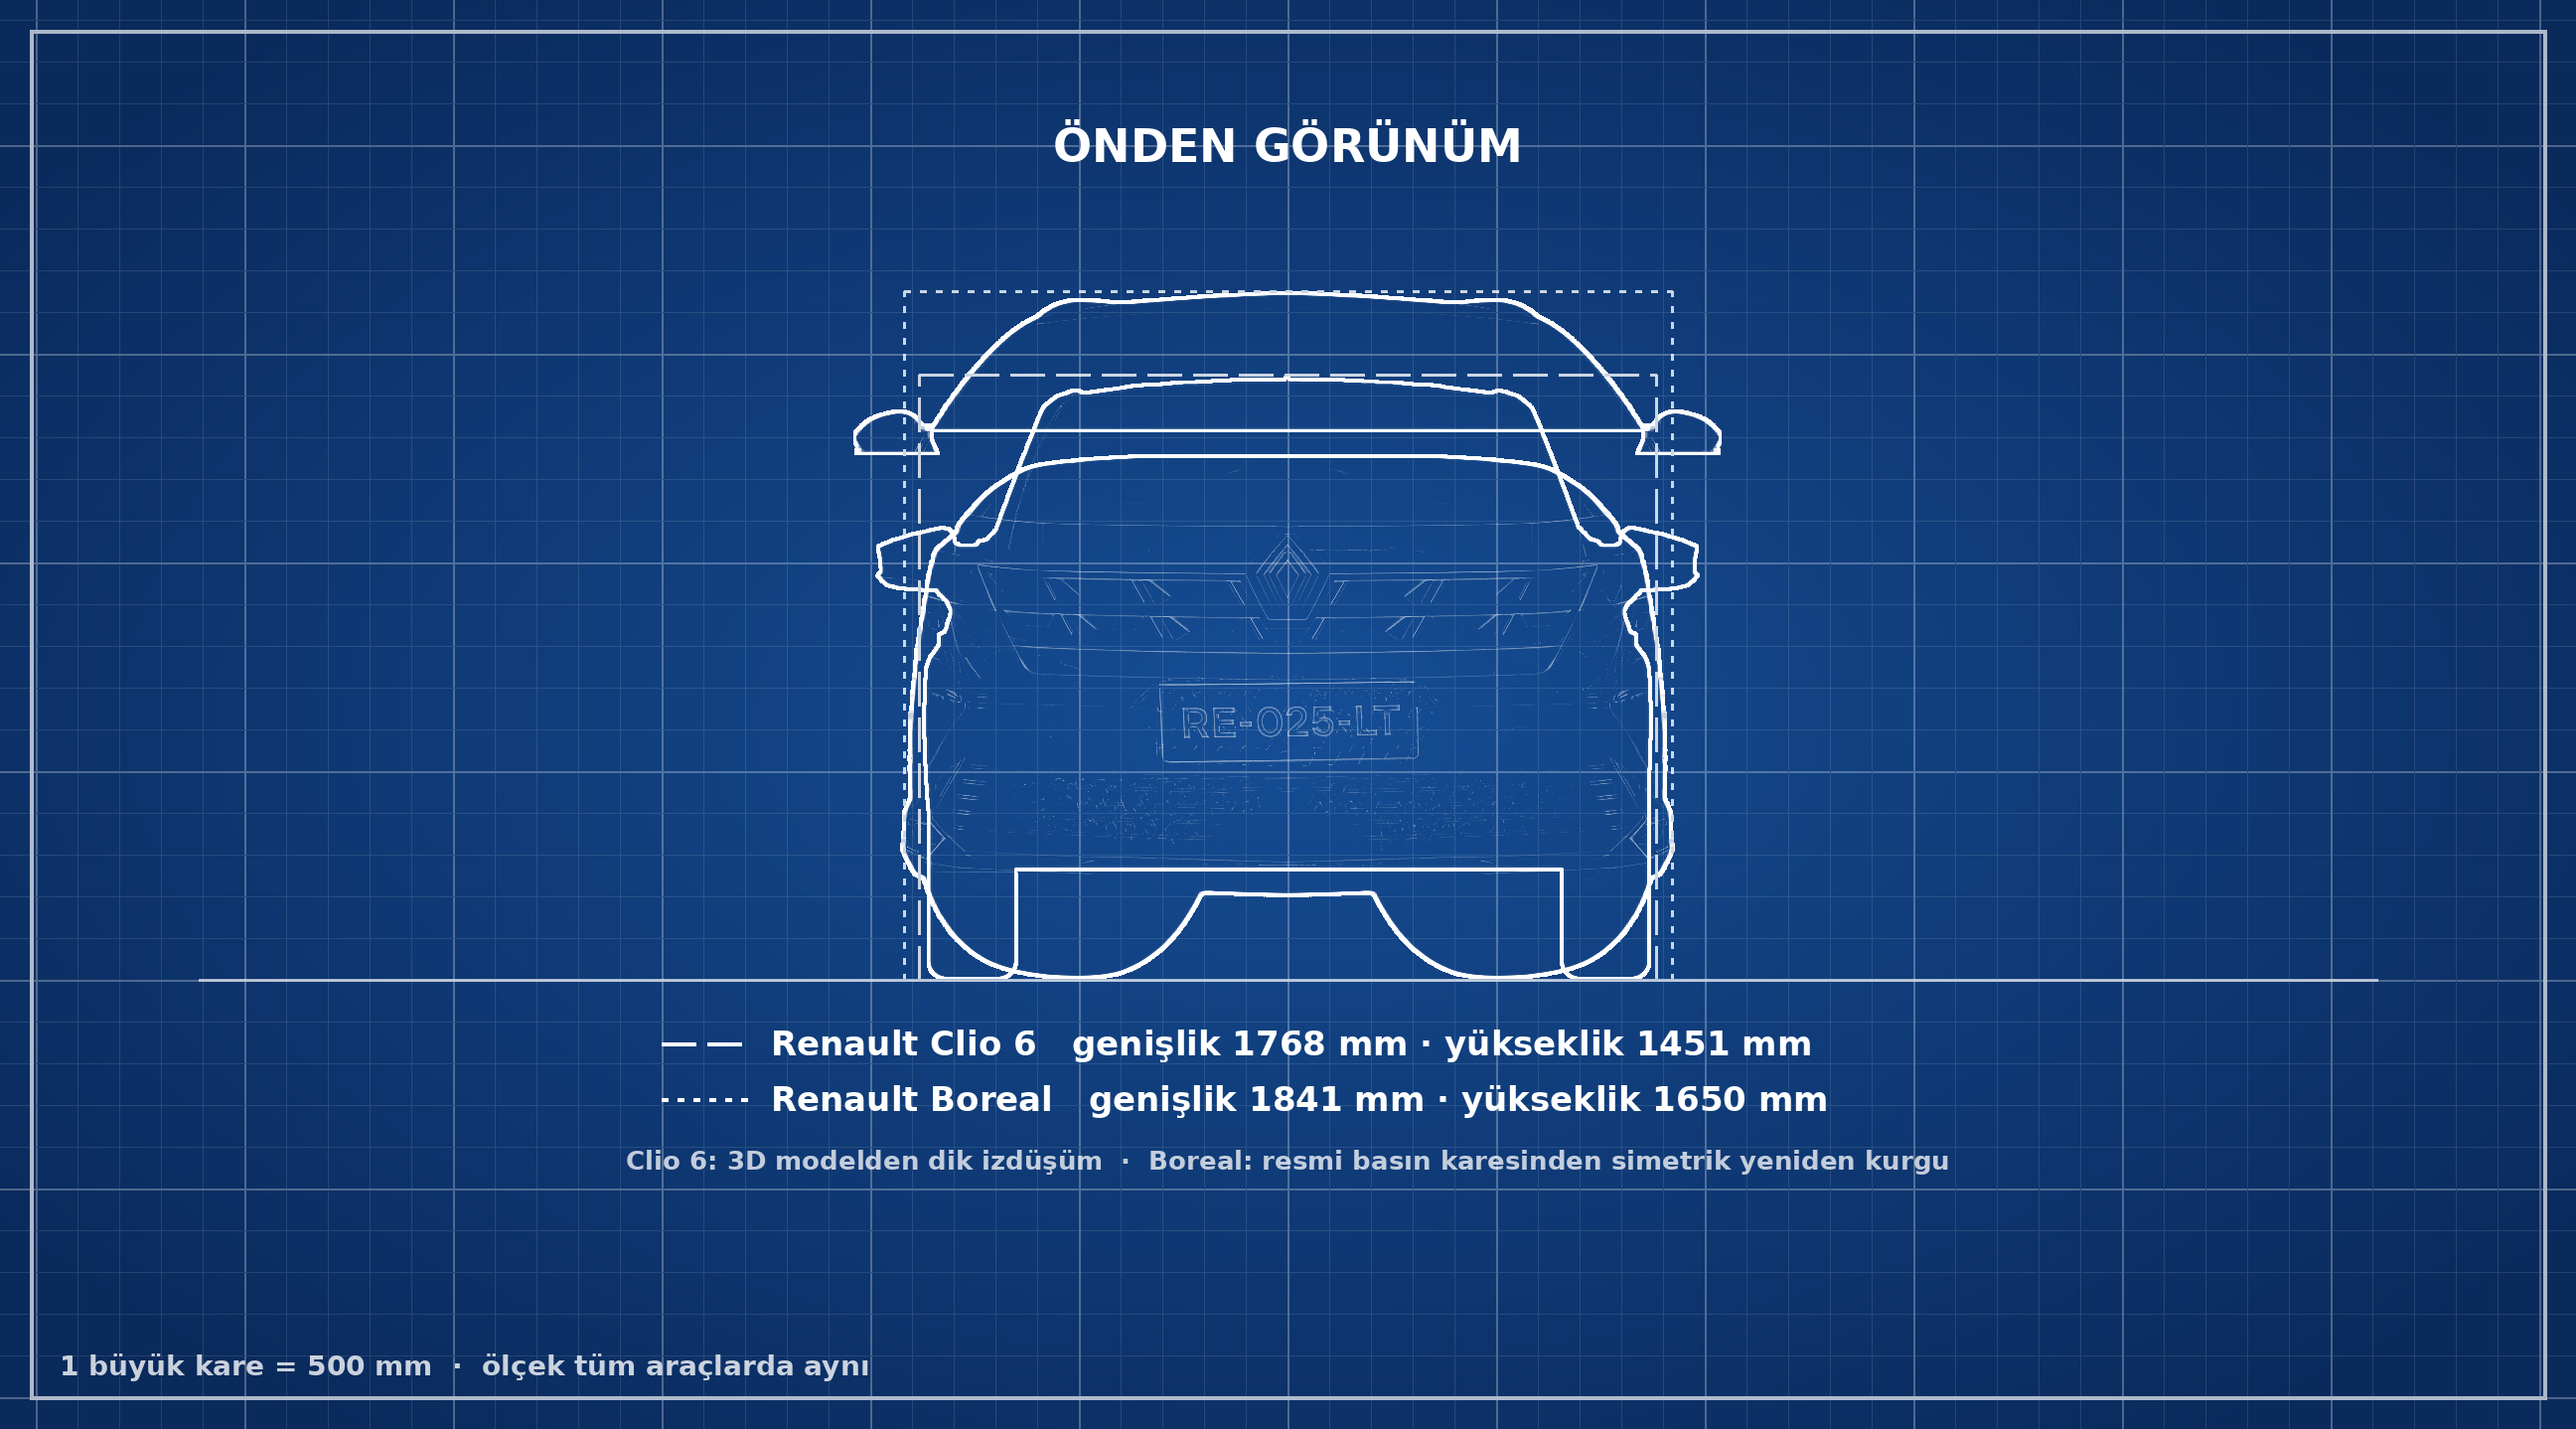 ÖNDEN GÖRÜNÜM
RE-025-LT
Renault Clio 6 genişlik 1768 mm · yükseklik 1451 mm
Renault Boreal genişlik 1841 mm · yükseklik 1650 mm
Clio 6: 3D modelden dik izdüşüm · Boreal: resmi basın karesinden simetrik yeniden kurgu
1 büyük kare = 500 mm · ölçek tüm araçlarda aynı